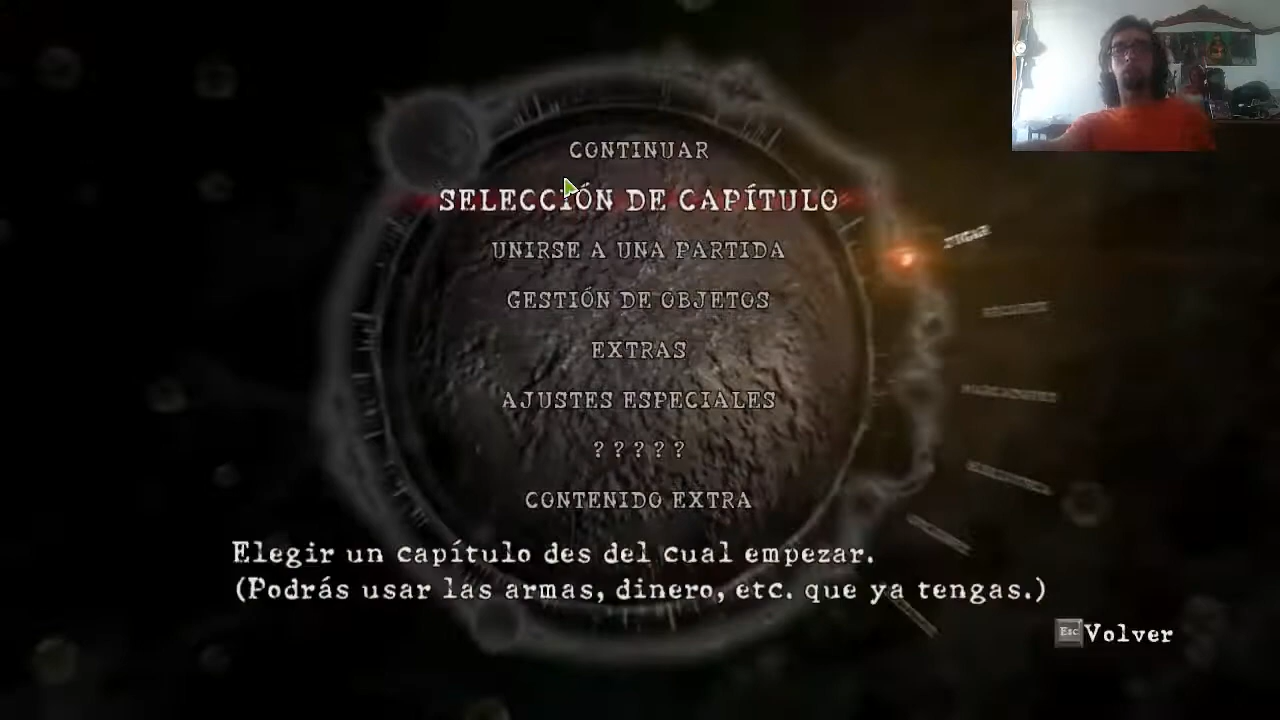 CONTINUAR
SELECCIÓN DE CAPÍTULO
UNIRSE A UNA PARTIDA
GESTIÓN DE OBJETOS
EXTRAS
AJUSTES ESPECIALES
?????
CONTENIDO EXTRA
Elegir un capítulo des del cual empezar.
(Podrás usar las armas, dinero, etc. que ya tengas.)
Esc Volver